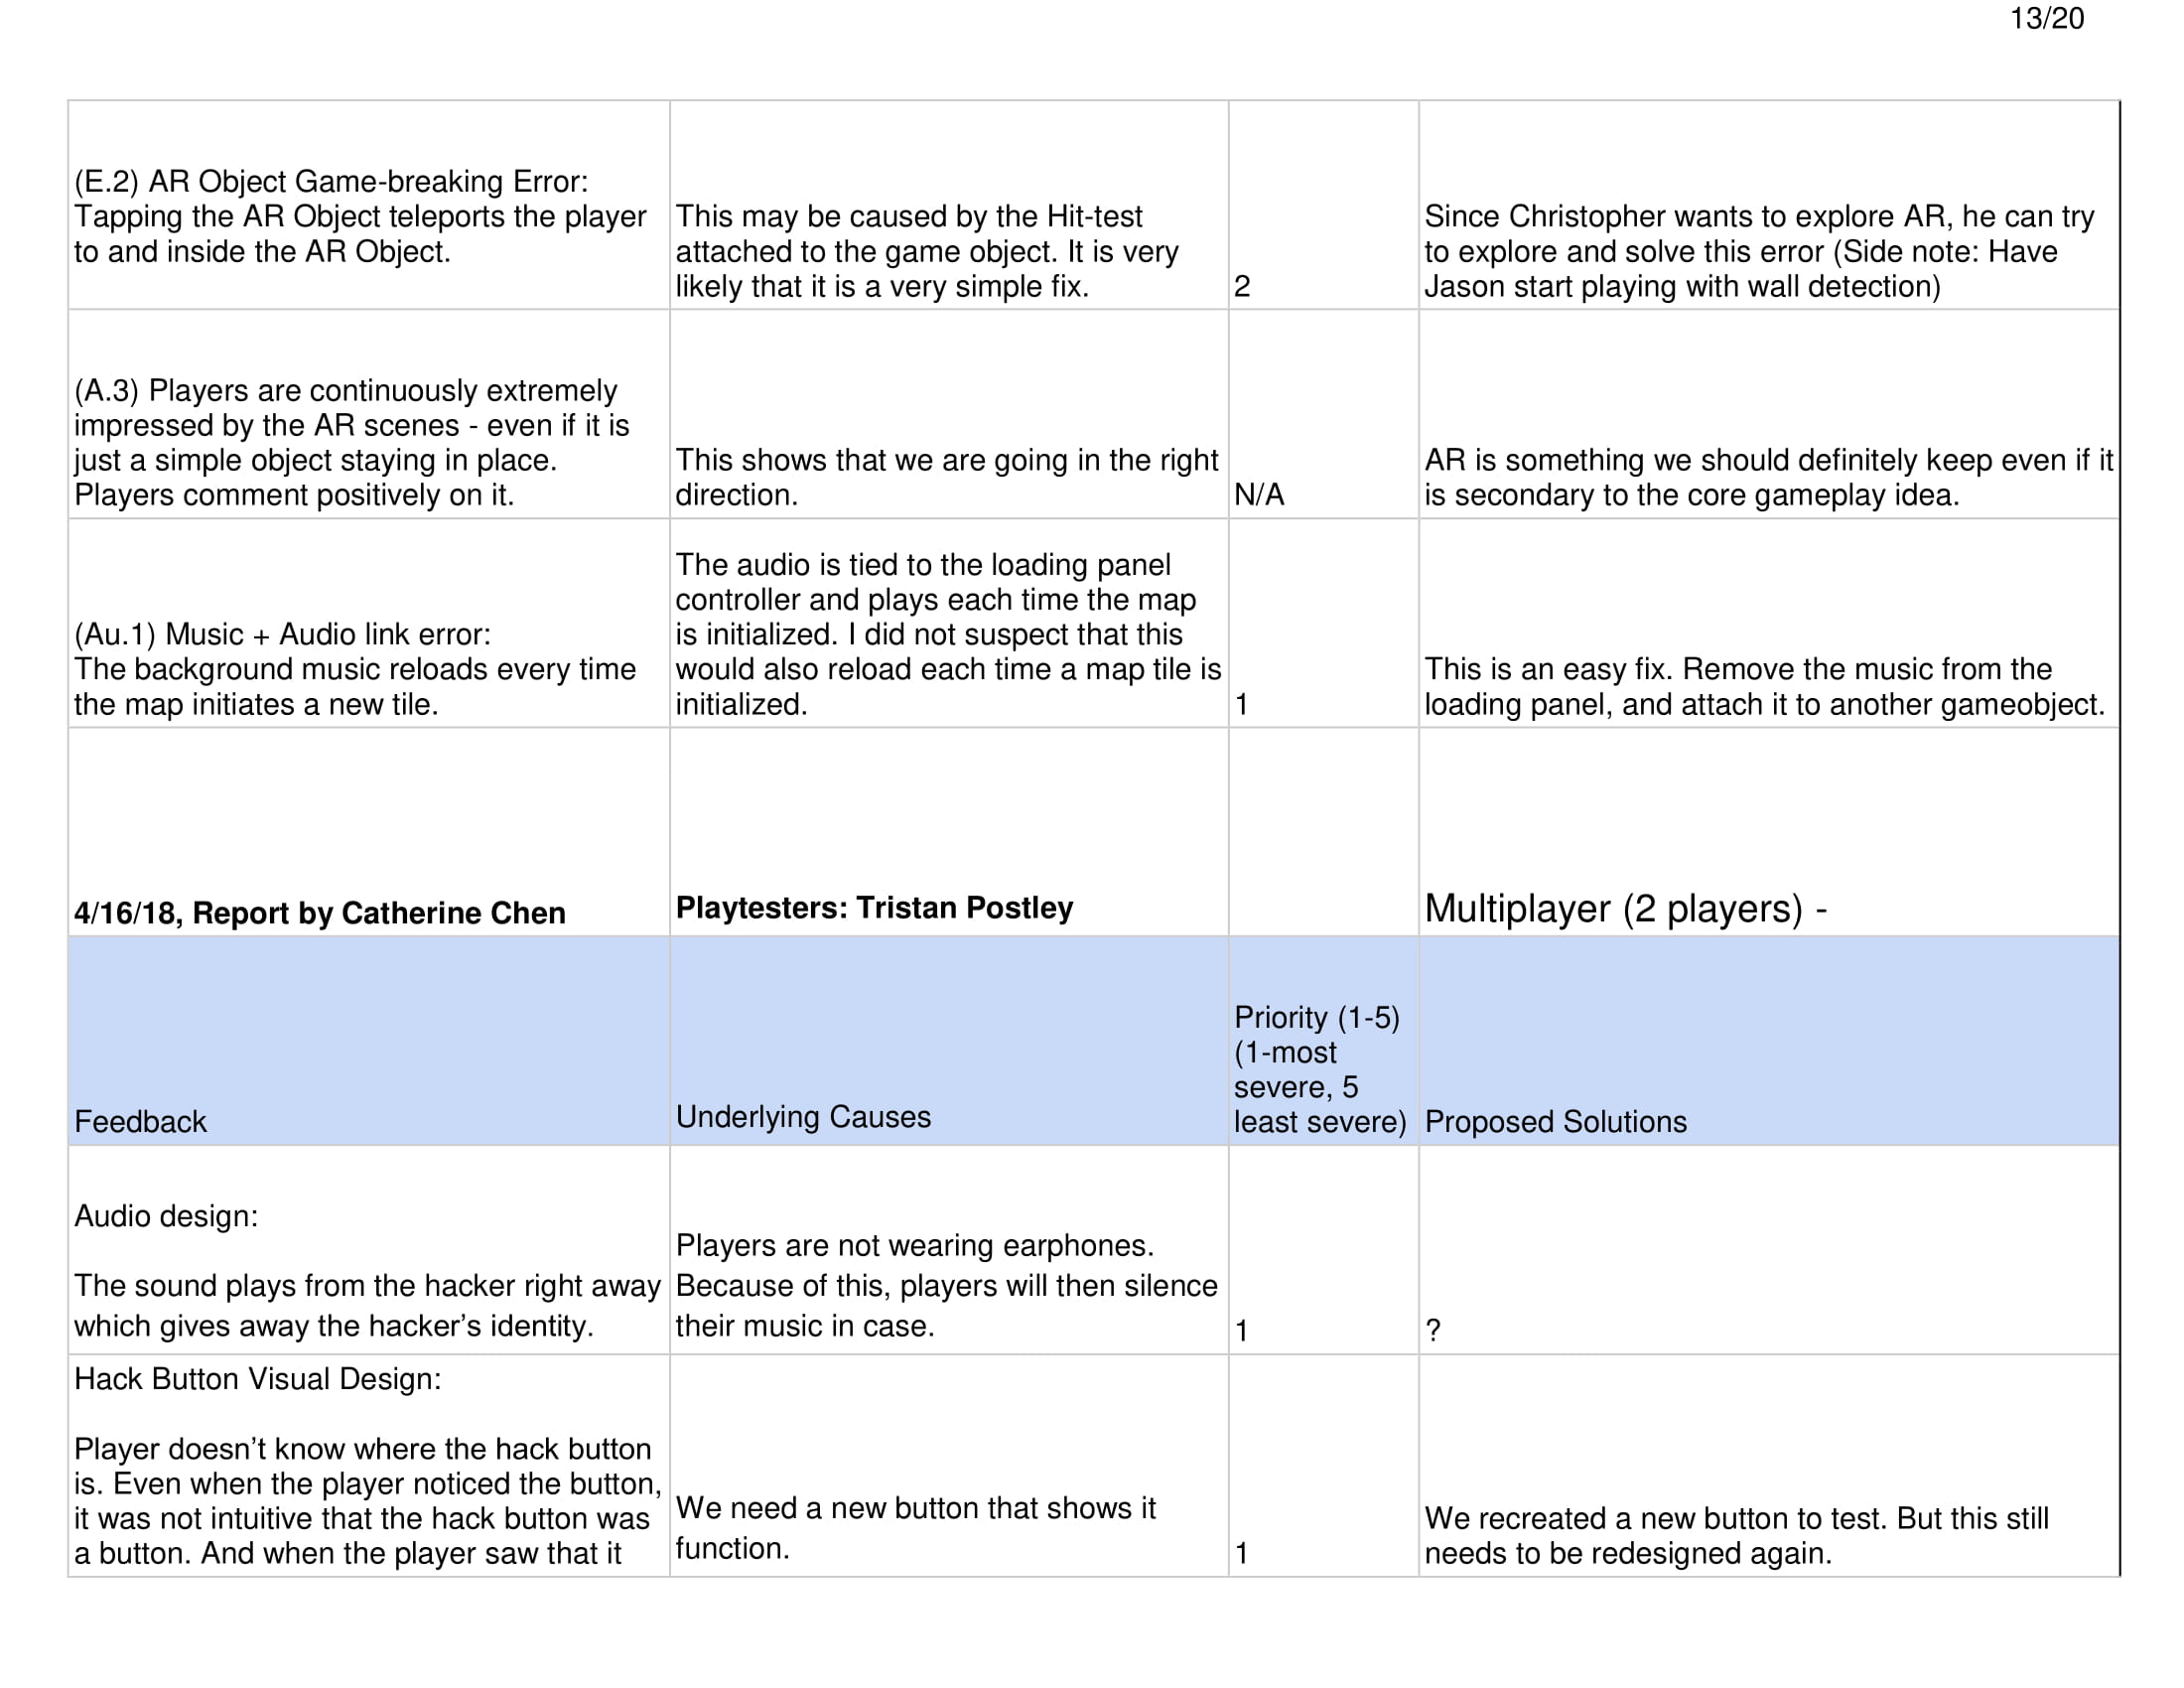 13/20
(E.2) AR Object Game-breaking Error:
Tapping the AR Object teleports the player
to and inside the AR Object.
This may be caused by the Hit-test
attached to the game object. It is very
likely that it is a very simple fix.
2
Since Christopher wants to explore AR, he can try
to explore and solve this error (Side note: Have
Jason start playing with wall detection)
(A.3) Players are continuously extremely
impressed by the AR scenes - even if it is
just a simple object staying in place.
Players comment positively on it.
This shows that we are going in the right
direction.
N/A
AR is something we should definitely keep even if it
is secondary to the core gameplay idea.
(Au.1) Music + Audio link error:
The background music reloads every time
the map initiates a new tile.
The audio is tied to the loading panel
controller and plays each time the map
is initialized. I did not suspect that this
would also reload each time a map tile is
initialized.
1
This is an easy fix. Remove the music from the
loading panel, and attach it to another gameobject.
4/16/18, Report by Catherine Chen
Playtesters: Tristan Postley
Multiplayer (2 players) -
Feedback
Underlying Causes
Priority (1-5)
(1-most
severe, 5
least severe)
Proposed Solutions
Audio design:
The sound plays from the hacker right away
which gives away the hacker’s identity.
Players are not wearing earphones.
Because of this, players will then silence
their music in case.
1
?
Hack Button Visual Design:
Player doesn’t know where the hack button
is. Even when the player noticed the button,
it was not intuitive that the hack button was
a button. And when the player saw that it
We need a new button that shows it
function.
1
We recreated a new button to test. But this still
needs to be redesigned again.